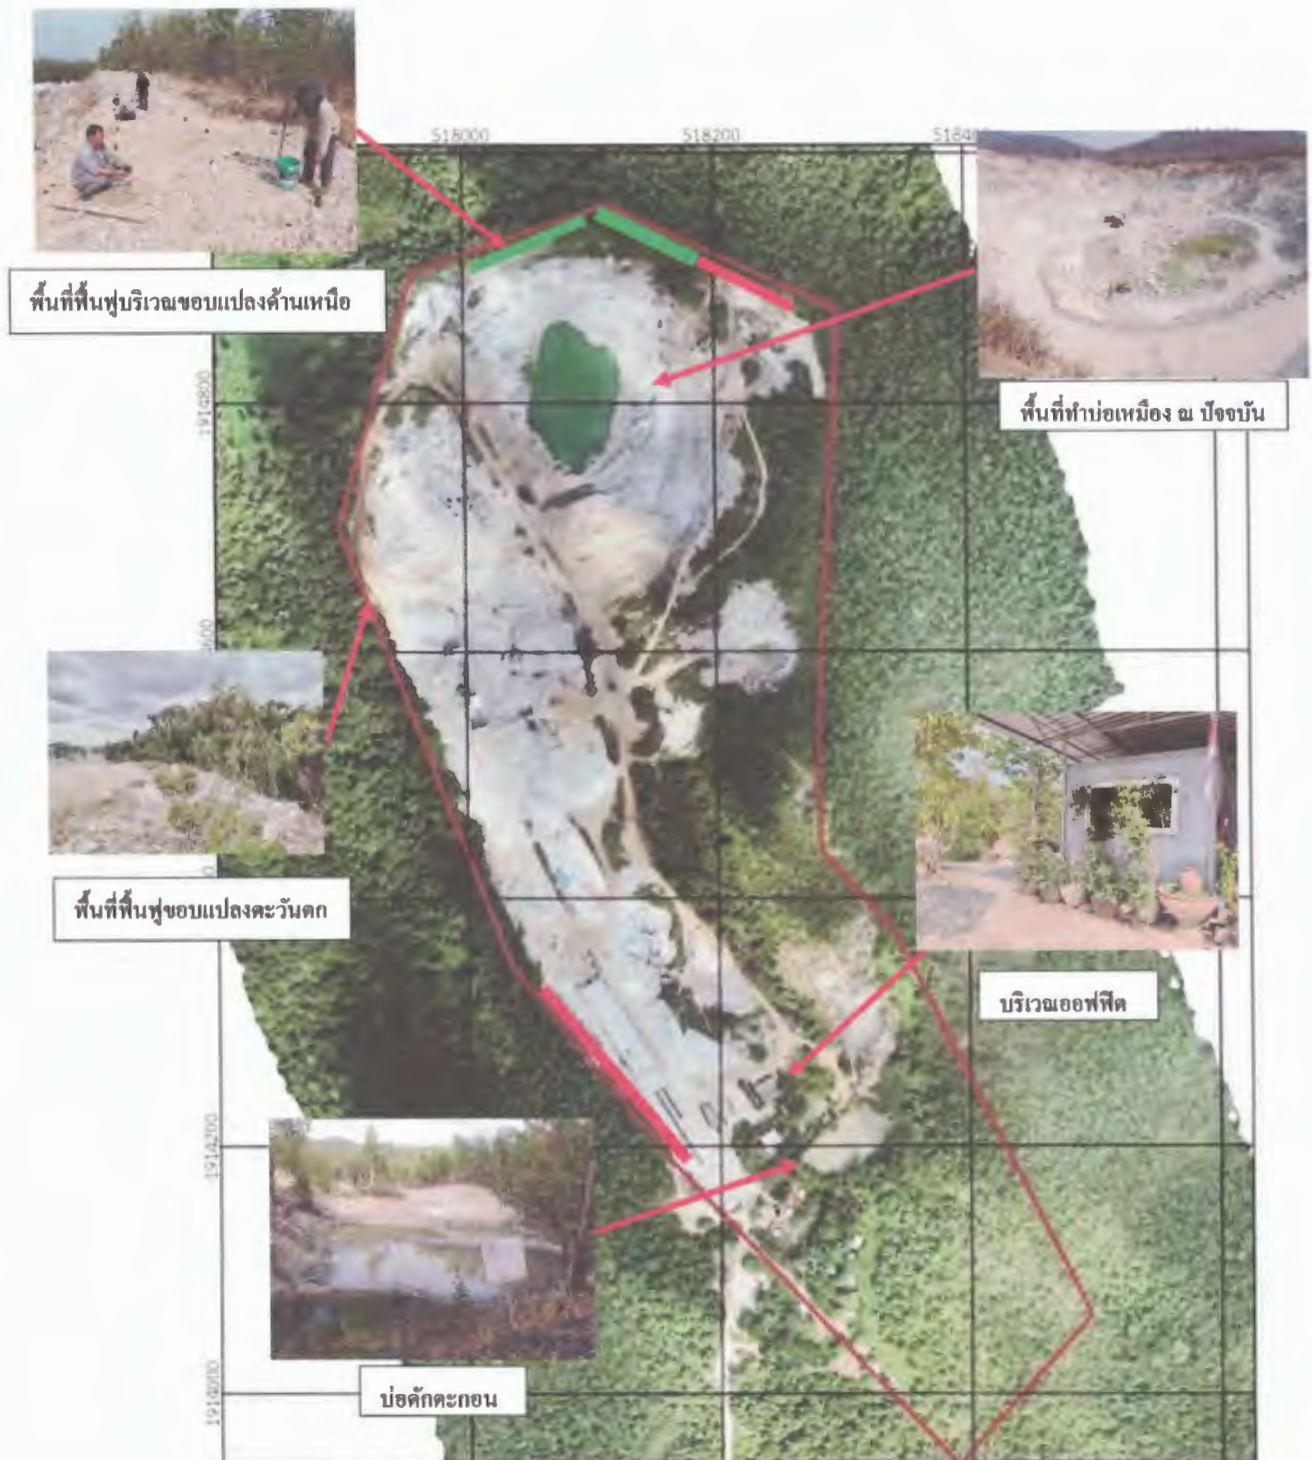 518000
518200
พื้นที่ฟื้นฟูบริเวณขอบแปลงด้านเหนือ
พื้นที่ทำบ่อเหมือง ณ ปัจจุบัน
1914800
พื้นที่ฟื้นฟูขอบแปลงตะวันตก
บริเวณออฟฟิต
1914200
บ่อดักตะกอน
1914000